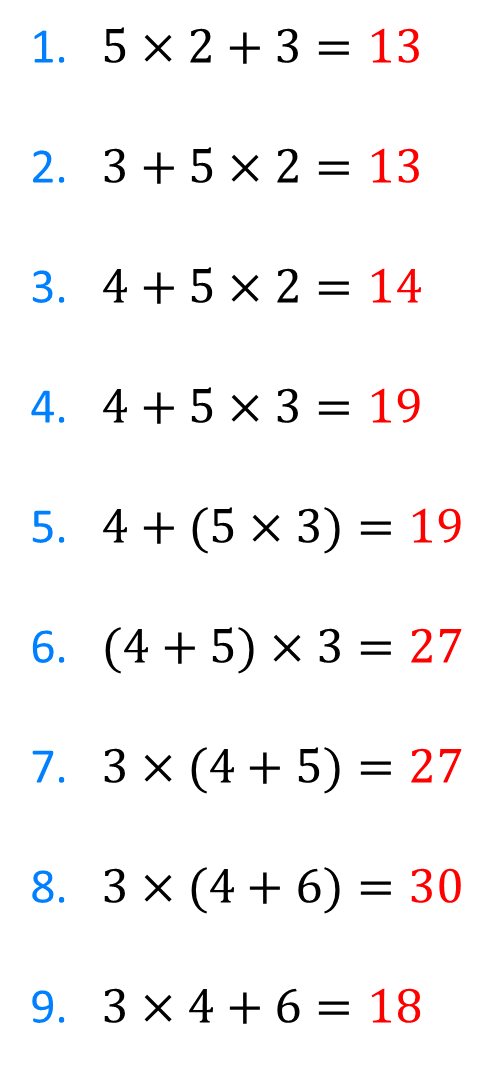 1. 5 × 2 + 3 = 13
2. 3 + 5 × 2 = 13
3. 4 + 5 × 2 = 14
4. 4 + 5 × 3 = 19
5. 4 + (5 × 3) = 19
6. (4 + 5) × 3 = 27
7. 3 × (4 + 5) = 27
8. 3 × (4 + 6) = 30
9. 3 × 4 + 6 = 18